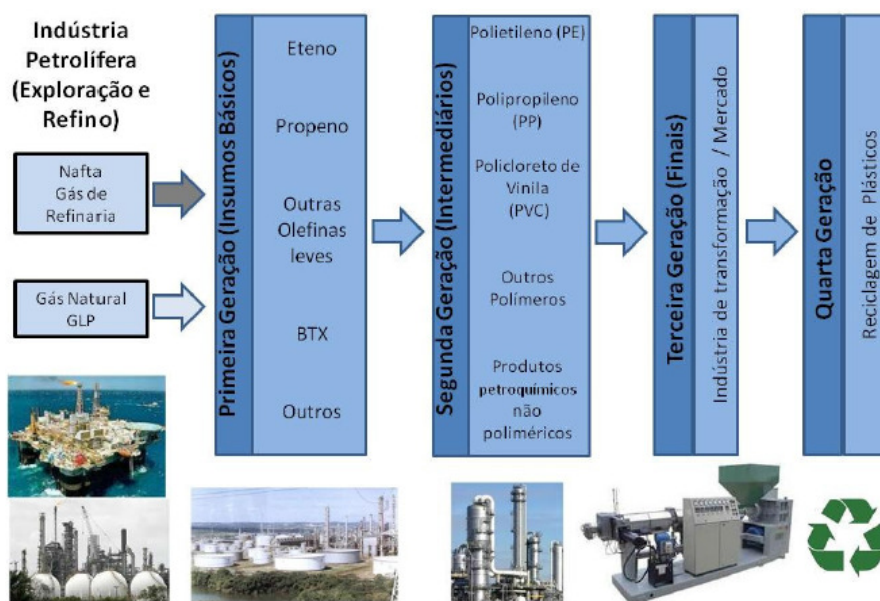 Indústria
Petrolífera
(Exploração e
Refino)
Nafta
Gás de
Refinaria
Gás Natural
GLP
Primeira Geração (Insumos Básicos)
Eteno
Propeno
Outras
Olefinas
leves
BTX
Outros
Segunda Geração (Intermediários)
Polietileno (PE)
Polipropileno
(PP)
Policloreto de
Vinila
(PVC)
Outros
Polímeros
Produtos
petroquímicos
não
poliméricos
Terceira Geração (Finais)
Indústria de transformação / Mercado
Quarta Geração
Reciclagem de Plásticos